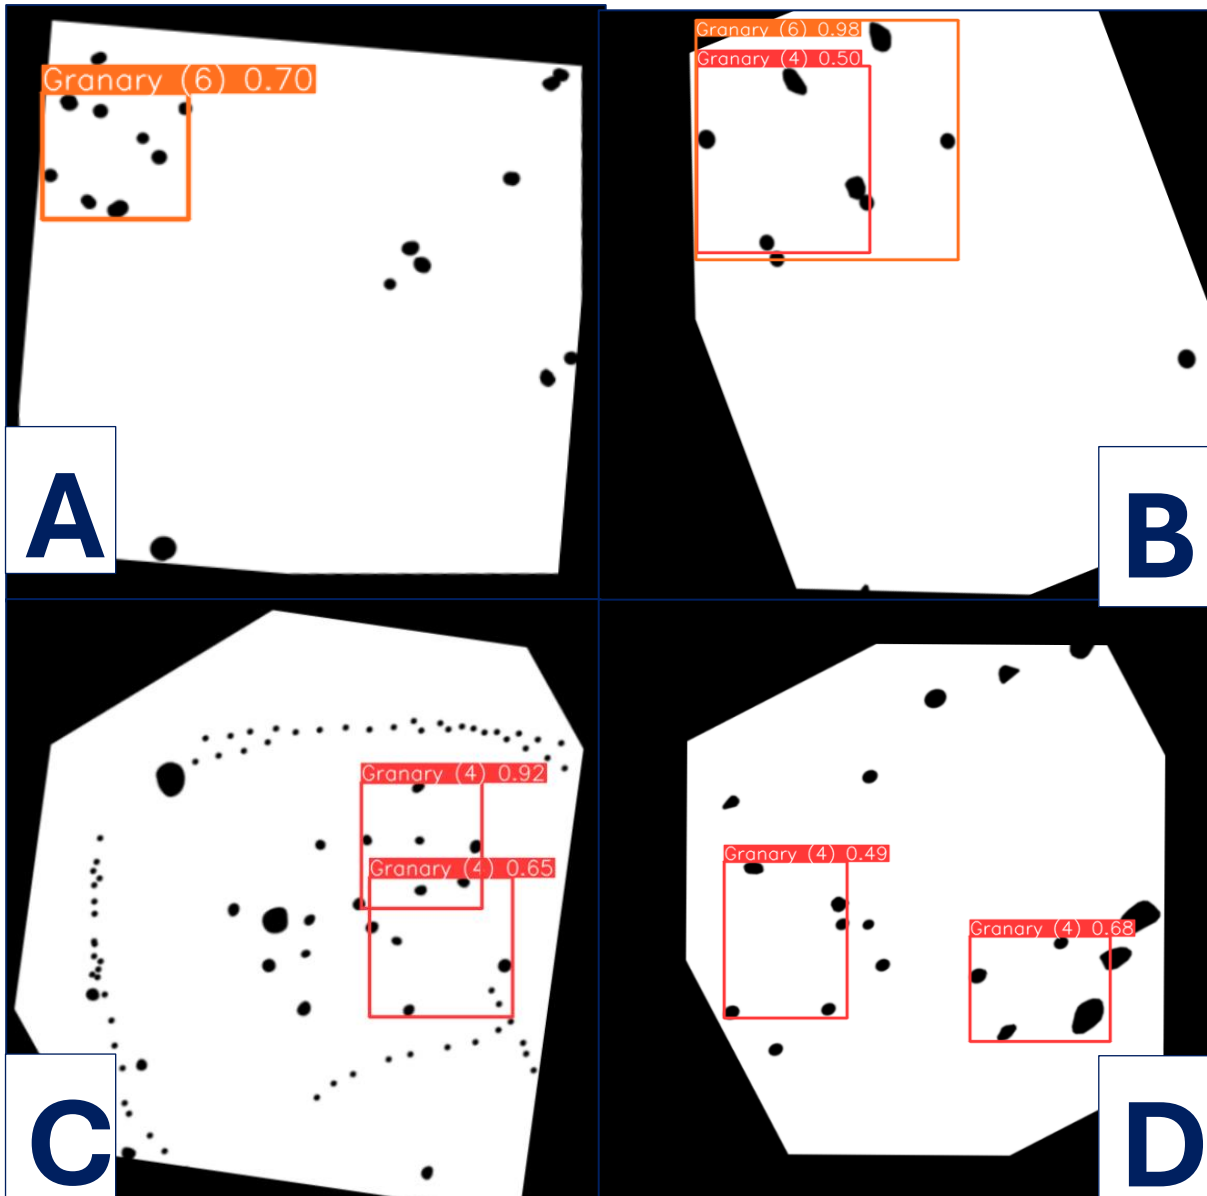 Granary (6) 0.70
A
Granary (6) 0.98
Granary (4) 0.50
B
Granary (4) 0.92
Granary (4) 0.65
C
Granary (4) 0.49
Granary (4) 0.68
D